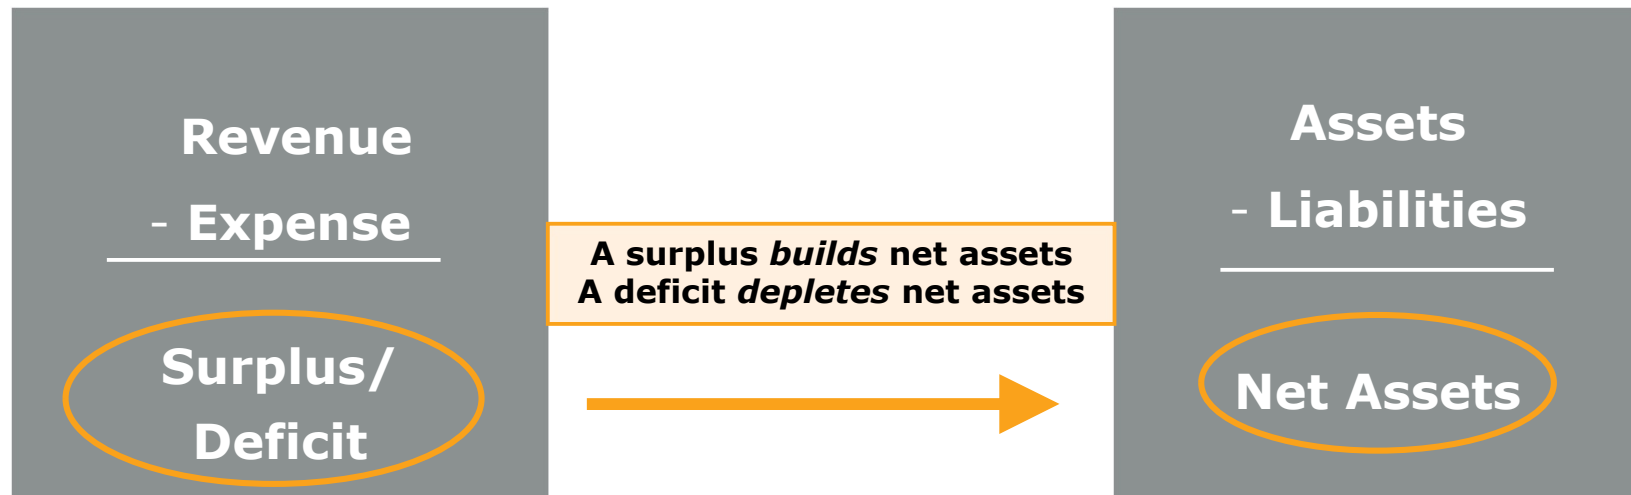 Revenue
- Expense
Surplus/
Deficit
A surplus builds net assets
A deficit depletes net assets
Assets
- Liabilities
Net Assets